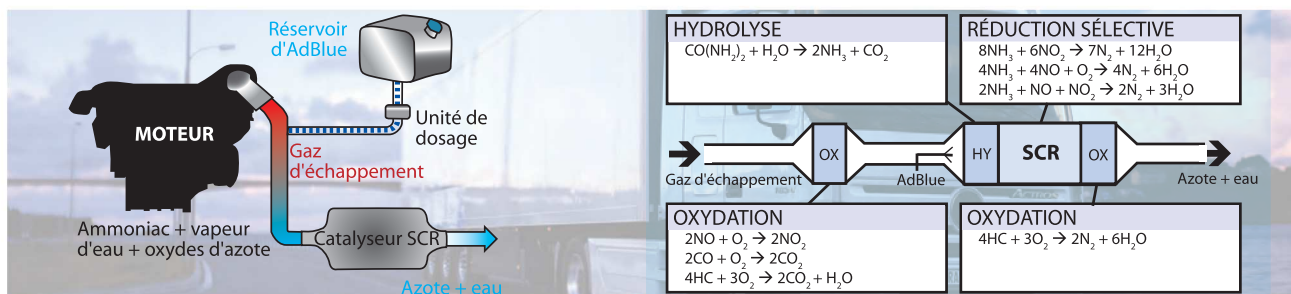 Réservoir
d'AdBlue
MOTEUR
Unité de
dosage
Gaz
d'échappement
Ammoniac + vapeur
d'eau + oxydes d'azote
Catalyseur SCR
Azote + eau
HYDROLYSE
CO(NH₂)₂ + H₂O → 2NH₃ + CO₂
RÉDUCTION SÉLECTIVE
8NH₃ + 6NO₂ → 7N₂ + 12H₂O
4NH₃ + 4NO + O₂ → 4N₂ + 6H₂O
2NH₃ + NO + NO₂ → 2N₂ + 3H₂O
OX
HY
SCR
OX
Gaz d'échappement
AdBlue
Azote + eau
OXYDATION
2NO + O₂ → 2NO₂
2CO + O₂ → 2CO₂
4HC + 3O₂ → 2CO₂ + H₂O
OXYDATION
4HC + 3O₂ → 2N₂ + 6H₂O